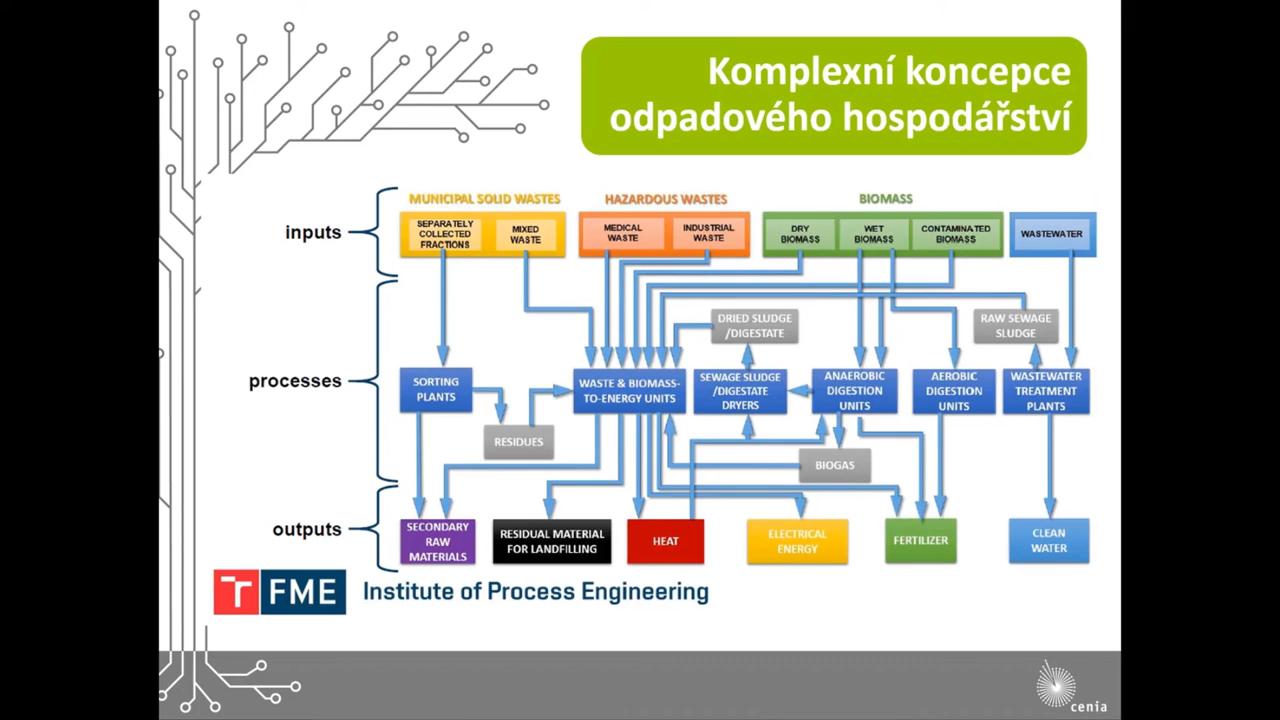 Komplexní koncepce
odpadového hospodářství
MUNICIPAL SOLID WASTES
HAZARDOUS WASTES
BIOMASS
inputs
SEPARATELY
COLLECTED
FRACTIONS
MIXED
WASTE
MEDICAL
WASTE
INDUSTRIAL
WASTE
DRY
BIOMASS
WET
BIOMASS
CONTAMINATED
BIOMASS
WASTEWATER
DRIED SLUDGE
/DIGESTATE
RAW SEWAGE
SLUDGE
processes
SORTING
PLANTS
WASTE & BIOMASS-
TO-ENERGY UNITS
SEWAGE SLUDGE
/DIGESTATE
DRYERS
ANAEROBIC
DIGESTION
UNITS
AEROBIC
DIGESTION
UNITS
WASTEWATER
TREATMENT
PLANTS
RESIDUES
BIOGAS
outputs
SECONDARY
RAW
MATERIALS
RESIDUAL MATERIAL
FOR LANDFILLING
HEAT
ELECTRICAL
ENERGY
FERTILIZER
CLEAN
WATER
T FME Institute of Process Engineering
cenia